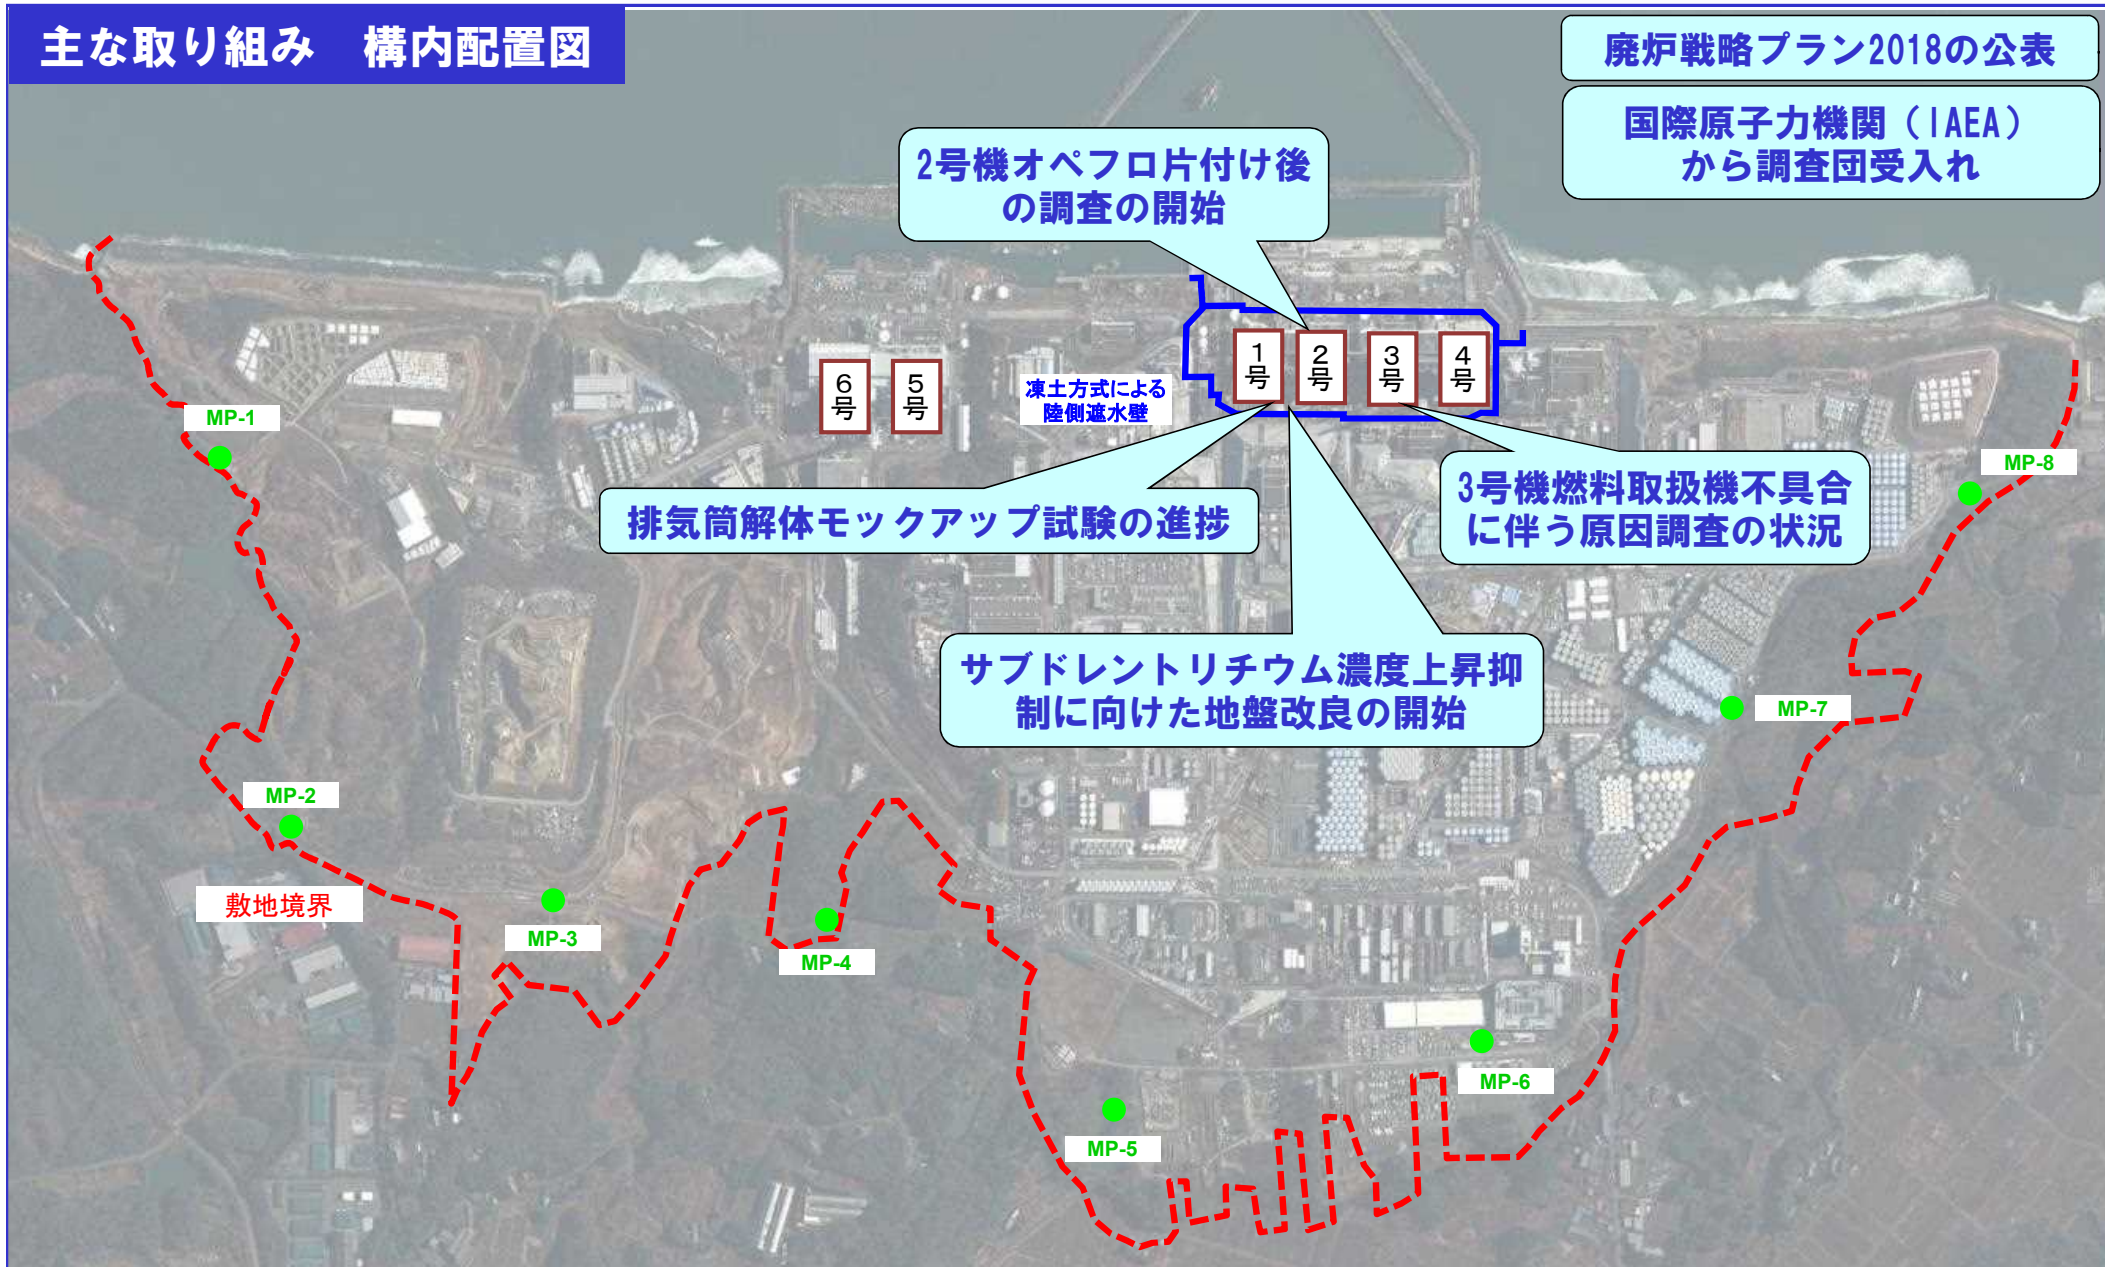 主な取り組み　構内配置図
廃炉戦略プラン2018の公表
国際原子力機関（IAEA）
から調査団受入れ
2号機オペフロ片付け後
の調査の開始
1号
2号
3号
4号
6号
5号
凍土方式による
陸側遮水壁
MP-1
MP-8
3号機燃料取扱機不具合
に伴う原因調査の状況
排気筒解体モックアップ試験の進捗
サブドレントリチウム濃度上昇抑
制に向けた地盤改良の開始
MP-7
MP-2
敷地境界
MP-3
MP-4
MP-6
MP-5